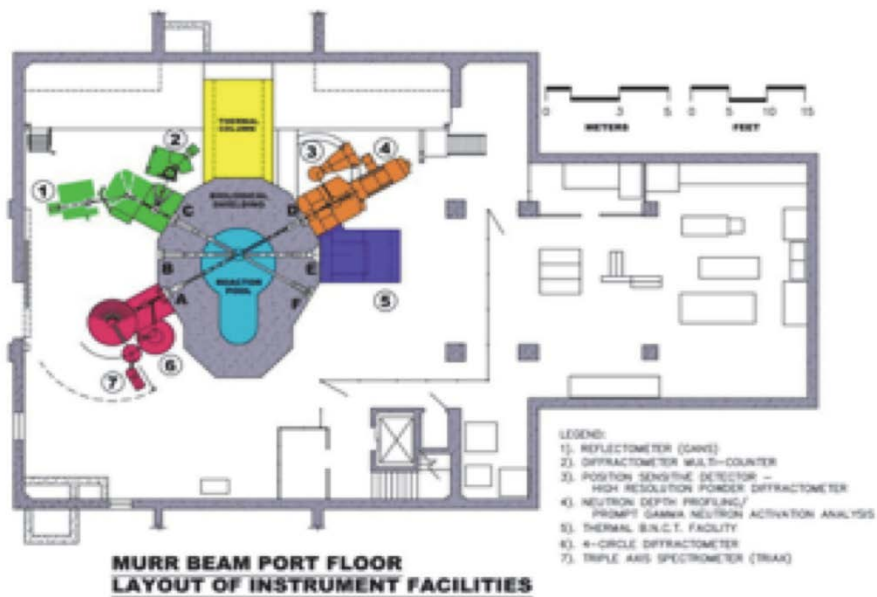 THERMAL
COLUMN
2
3
4
1
BIOLOGICAL
SHIELDING
C
D
B
E
REACTION
POOL
A
F
5
6
7
0 3 5
METERS
0 5 10 15
FEET
LEGEND:
1). REFLECTOMETER (GANS)
2). DIFFRACTOMETER MULTI-COUNTER
3). POSITION SENSITIVE DETECTOR –
HIGH RESOLUTION POWDER DIFFRACTOMETER
4). NEUTRON DEPTH PROFILING/
PROMPT GAMMA NEUTRON ACTIVATION ANALYSIS
5). THERMAL B.N.C.T. FACILITY
6). 4-CIRCLE DIFFRACTOMETER
7). TRIPLE AXIS SPECTROMETER (TRIAX)
MURR BEAM PORT FLOOR
LAYOUT OF INSTRUMENT FACILITIES